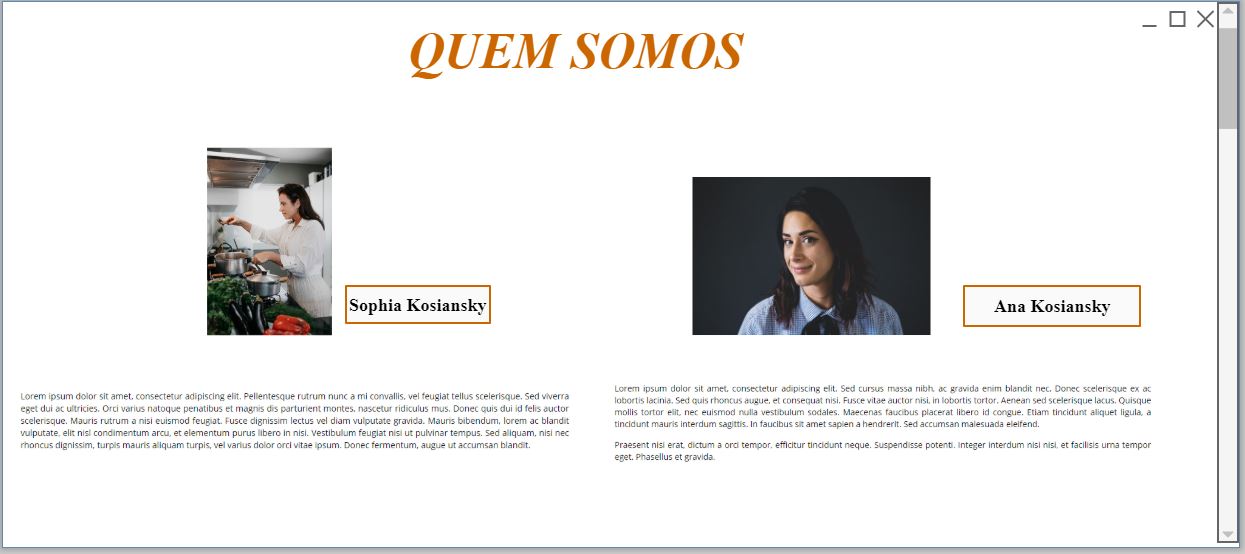 QUEM SOMOS
Sophia Kosiansky
Ana Kosiansky
Lorem ipsum dolor sit amet, consectetur adipiscing elit. Pellentesque rutrum nunc a mi convallis, vel feugiat tellus scelerisque. Sed viverra
eget dui ac ultricies. Orci varius natoque penatibus et magnis dis parturient montes, nascetur ridiculus mus. Donec quis dui id felis auctor
scelerisque. Mauris rutrum a nisi euismod feugiat. Fusce dignissim lectus vel diam vulputate gravida. Mauris bibendum, lorem ac blandit
vulputate, elit nisl condimentum arcu, et elementum purus libero in nisi. Vestibulum feugiat nisi ut pulvinar tempus. Sed aliquam, nisi nec
rhoncus dignissim, turpis mauris aliquam turpis, vel varius dolor orci vitae ipsum. Donec fermentum, augue ut accumsan blandit.
Lorem ipsum dolor sit amet, consectetur adipiscing elit. Sed cursus massa nibh, ac gravida enim blandit nec. Donec scelerisque ex ac
lobortis lacinia. Sed quis rhoncus augue, et consequat nisi. Fusce vitae auctor nisi, in lobortis tortor. Aenean sed scelerisque lacus. Quisque
mollis tortor elit, nec euismod nulla vestibulum sodales. Maecenas faucibus placerat libero id congue. Etiam tincidunt aliquet ligula, a
tincidunt mauris interdum sagittis. In faucibus sit amet sapien a hendrerit. Sed accumsan malesuada eleifend.
Praesent nisi erat, dictum a orci tempor, efficitur tincidunt neque. Suspendisse potenti. Integer interdum nisi nisi, et facilisis urna tempor
eget. Phasellus et gravida.